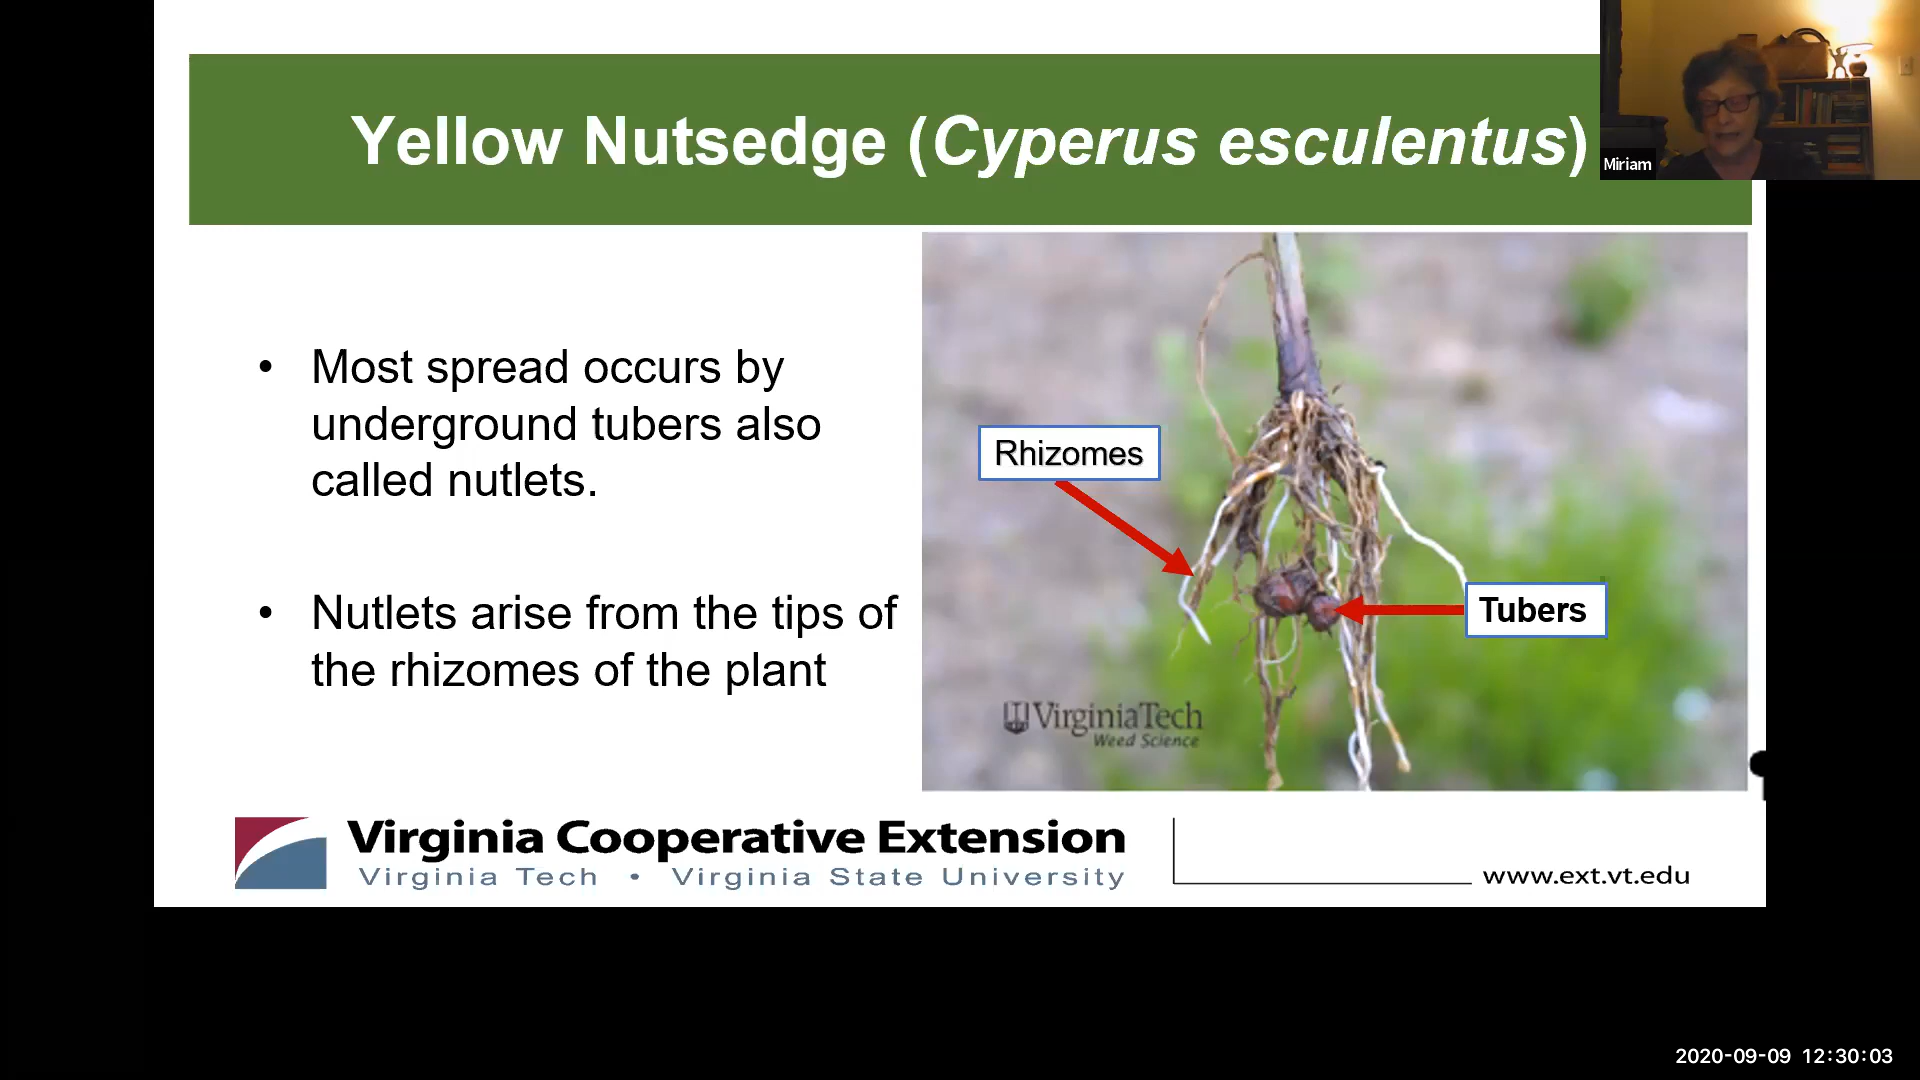 Yellow Nutsedge (Cyperus esculentus)
Miriam
• Most spread occurs by
underground tubers also
called nutlets.
• Nutlets arise from the tips of
the rhizomes of the plant
Rhizomes
Tubers
VirginiaTech
Weed Science
Virginia Cooperative Extension
Virginia Tech • Virginia State University
www.ext.vt.edu
2020-09-09 12:30:03